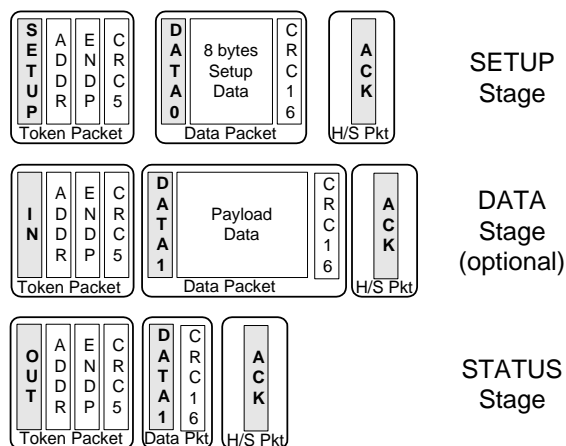 SETUP
ADDR
ENDP
CRC5
Token Packet
DATA0
8 bytes
Setup
Data
CRC16
Data Packet
ACK
H/S Pkt
SETUP
Stage
IN
ADDR
ENDP
CRC5
Token Packet
DATA1
Payload
Data
CRC16
Data Packet
ACK
H/S Pkt
DATA
Stage
(optional)
OUT
ADDR
ENDP
CRC5
Token Packet
DATA1
CRC16
Data Pkt
ACK
H/S Pkt
STATUS
Stage